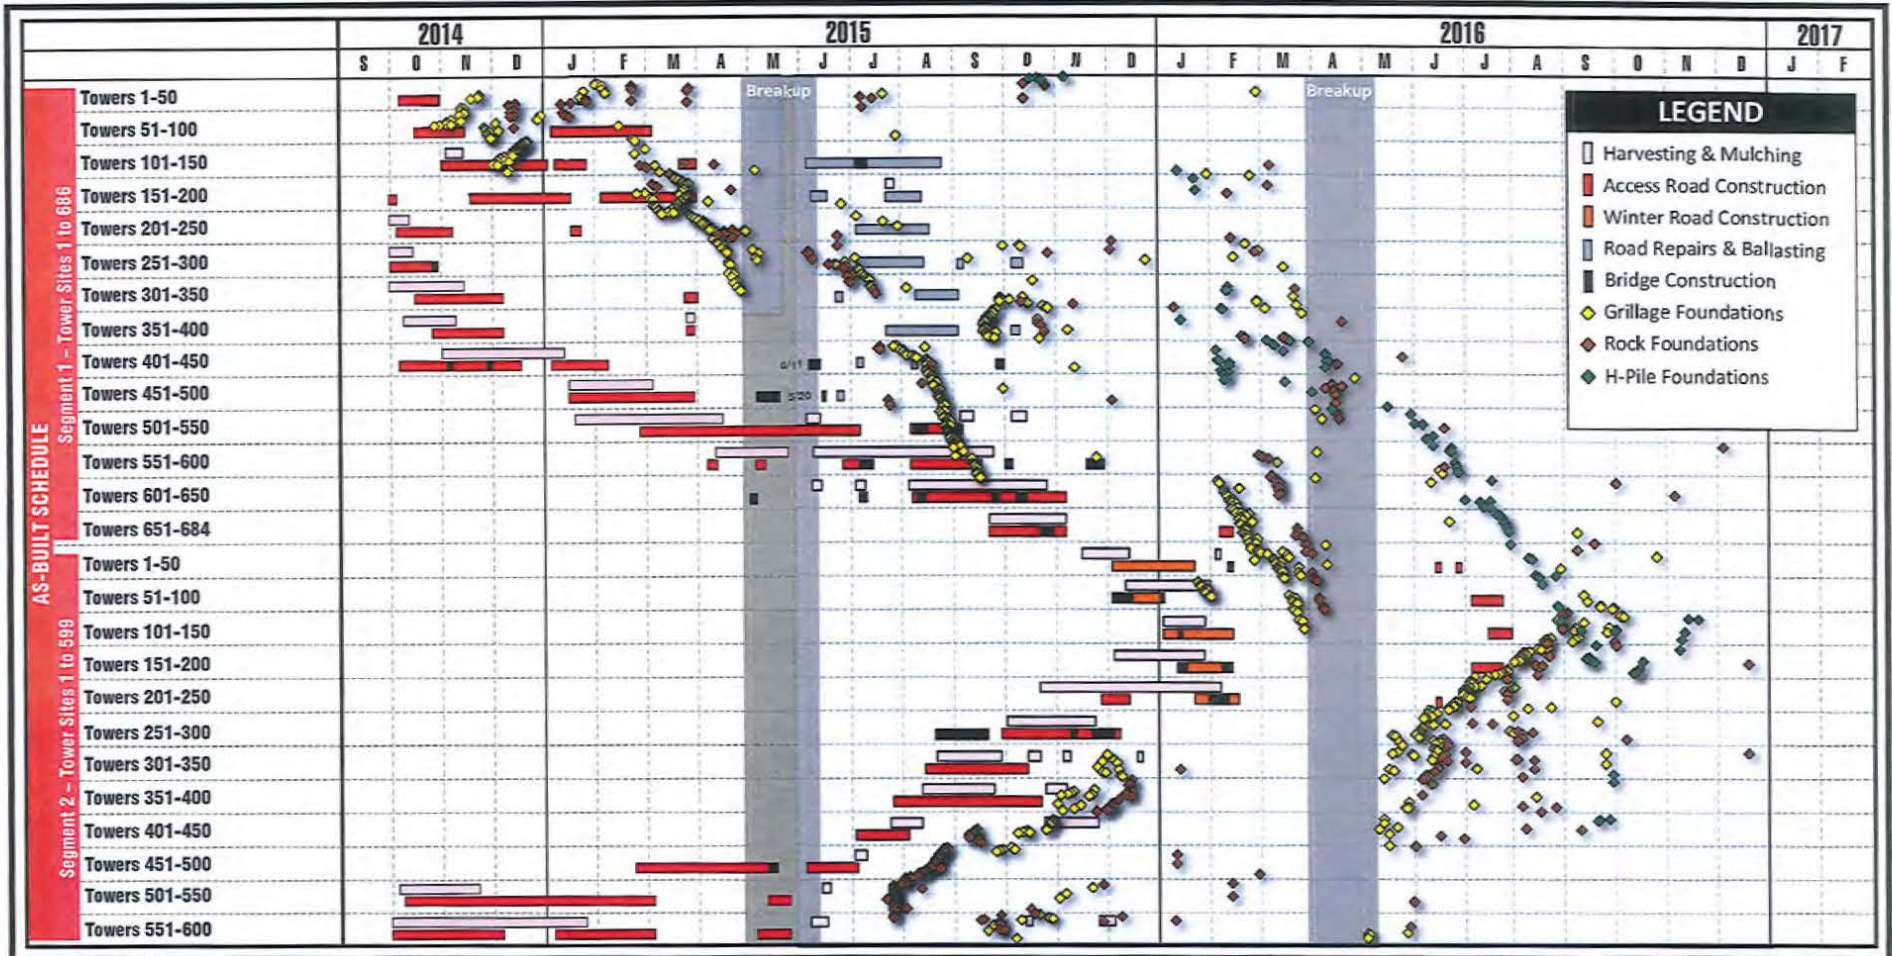 2014 2015 2016 2017
S O N D J F M A M J J A S O N D J F M A M J J A S O N D J F
AS-BUILT SCHEDULE
Segment 1 – Tower Sites 1 to 686
Towers 1-50
Towers 51-100
Towers 101-150
Towers 151-200
Towers 201-250
Towers 251-300
Towers 301-350
Towers 351-400
Towers 401-450
Towers 451-500
Towers 501-550
Towers 551-600
Towers 601-650
Towers 651-684
Segment 2 – Tower Sites 1 to 599
Towers 1-50
Towers 51-100
Towers 101-150
Towers 151-200
Towers 201-250
Towers 251-300
Towers 301-350
Towers 351-400
Towers 401-450
Towers 451-500
Towers 501-550
Towers 551-600
Breakup
Breakup
5/20
LEGEND
Harvesting & Mulching
Access Road Construction
Winter Road Construction
Road Repairs & Ballasting
Bridge Construction
Grillage Foundations
Rock Foundations
H-Pile Foundations